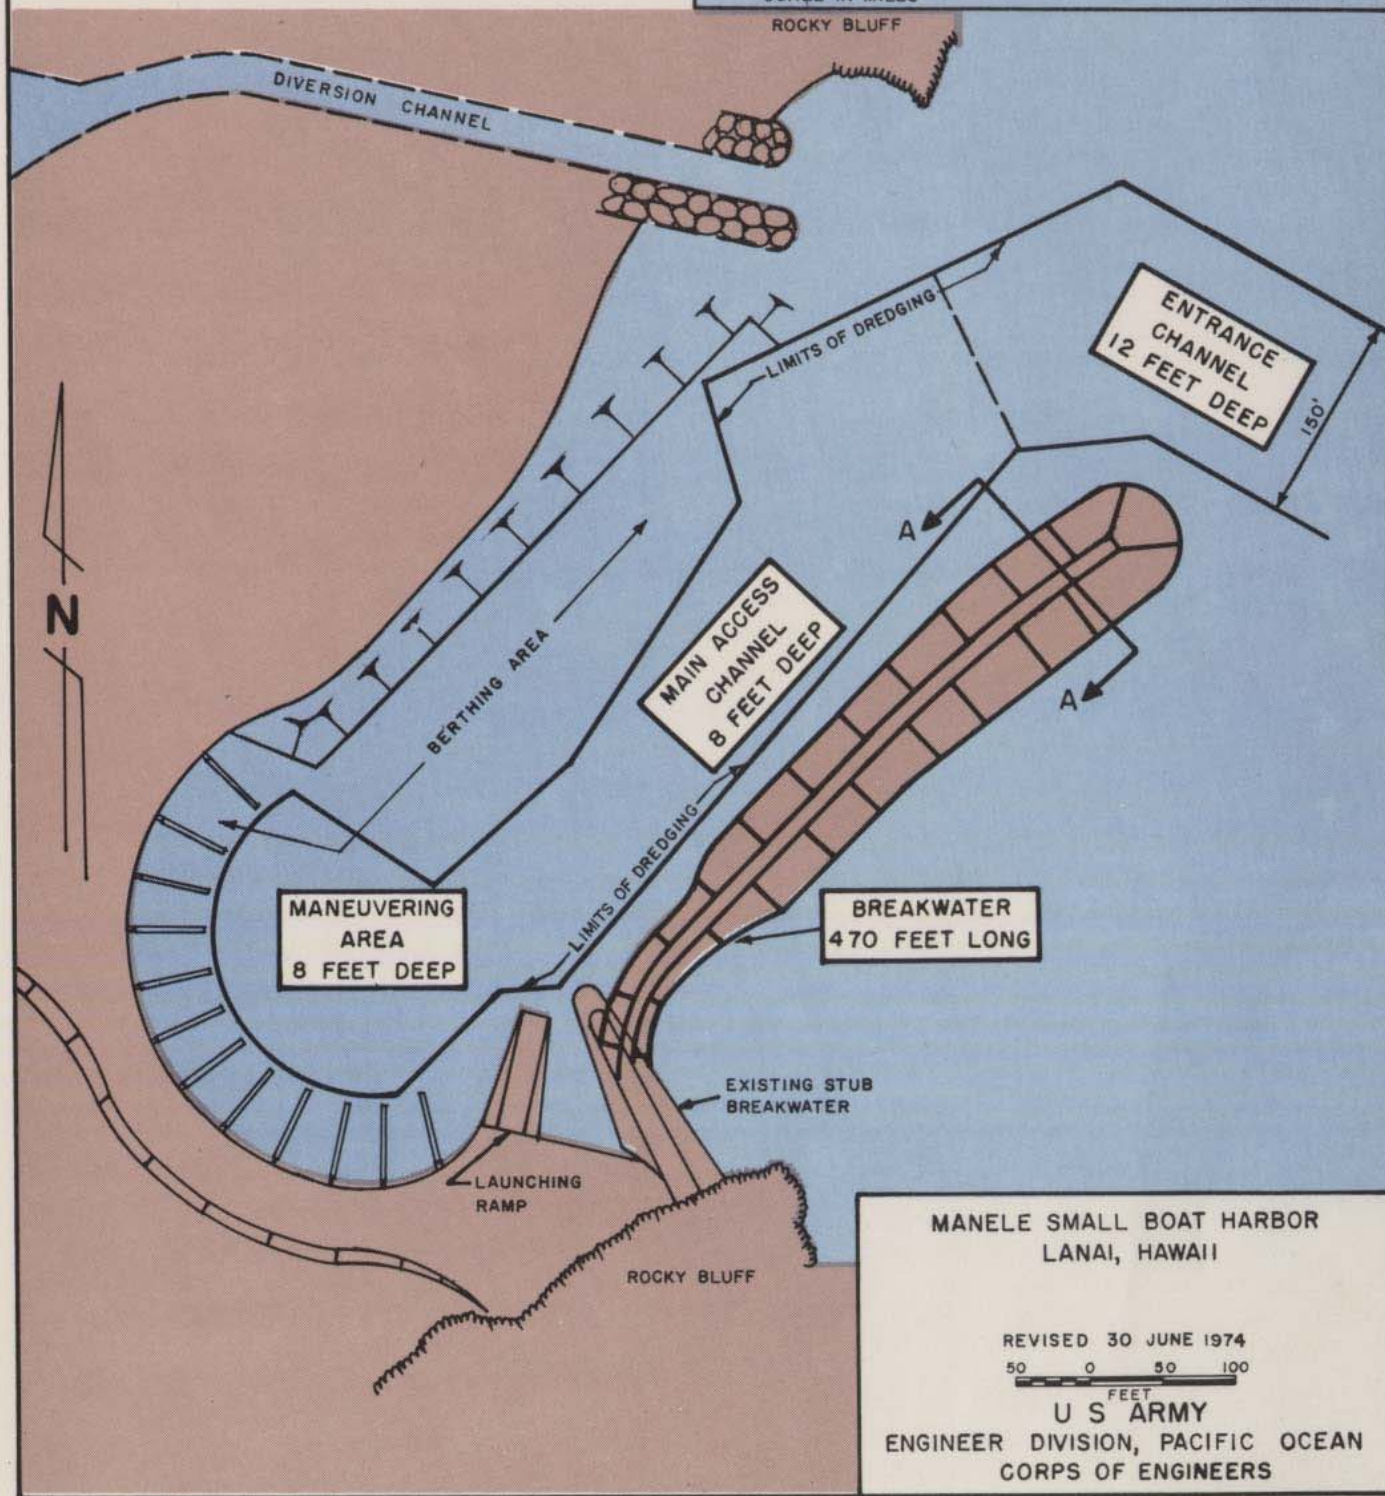 ROCKY BLUFF
DIVERSION CHANNEL
ENTRANCE
CHANNEL
12 FEET DEEP
150'
LIMITS OF DREDGING
A
MAIN ACCESS
CHANNEL
8 FEET DEEP
N
BERTHING AREA
A
LIMITS OF DREDGING
MANEUVERING
AREA
8 FEET DEEP
BREAKWATER
470 FEET LONG
EXISTING STUB
BREAKWATER
LAUNCHING
RAMP
ROCKY BLUFF
MANELE SMALL BOAT HARBOR
LANAI, HAWAII
REVISED 30 JUNE 1974
50 0 50 100
FEET
U S ARMY
ENGINEER DIVISION, PACIFIC OCEAN
CORPS OF ENGINEERS